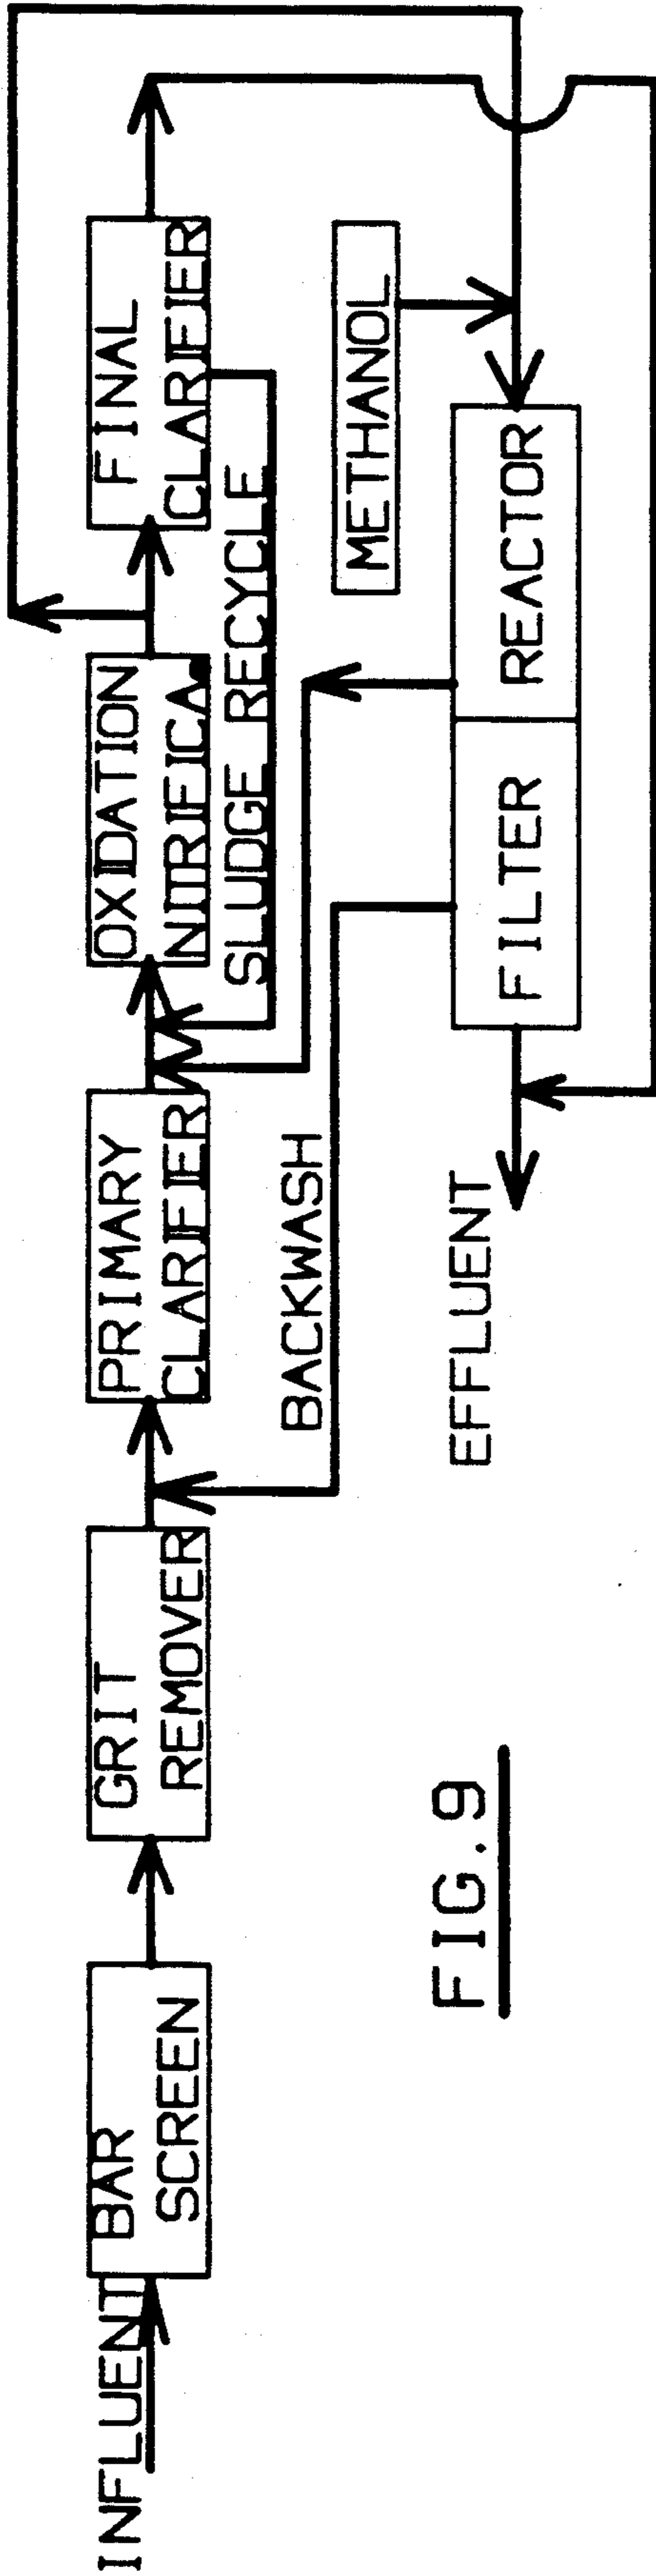 INFLUENT
BAR
SCREEN
GRIT
REMOVER
PRIMARY
CLARIFIER
OXIDATION
NITRIFICA
FINAL
CLARIFIER
SLUDGE RECYCLE
BACKWASH
METHANOL
EFFLUENT
FILTER
REACTOR
FIG. 9